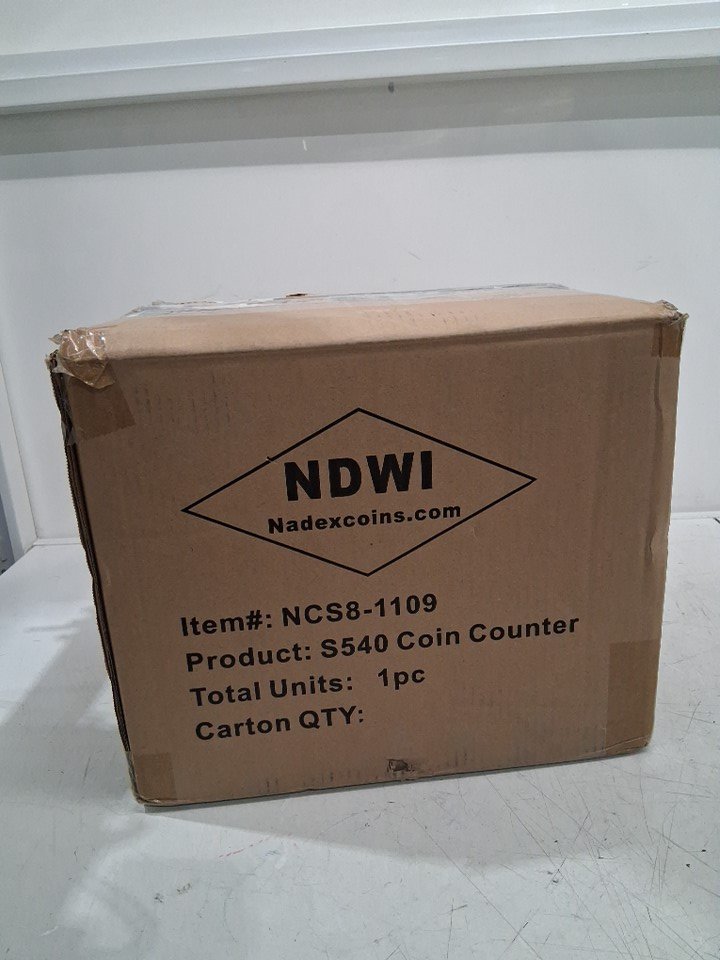 NDWI
Nadexcoins.com
Item#: NCS8-1109
Product: S540 Coin Counter
Total Units: 1pc
Carton QTY: